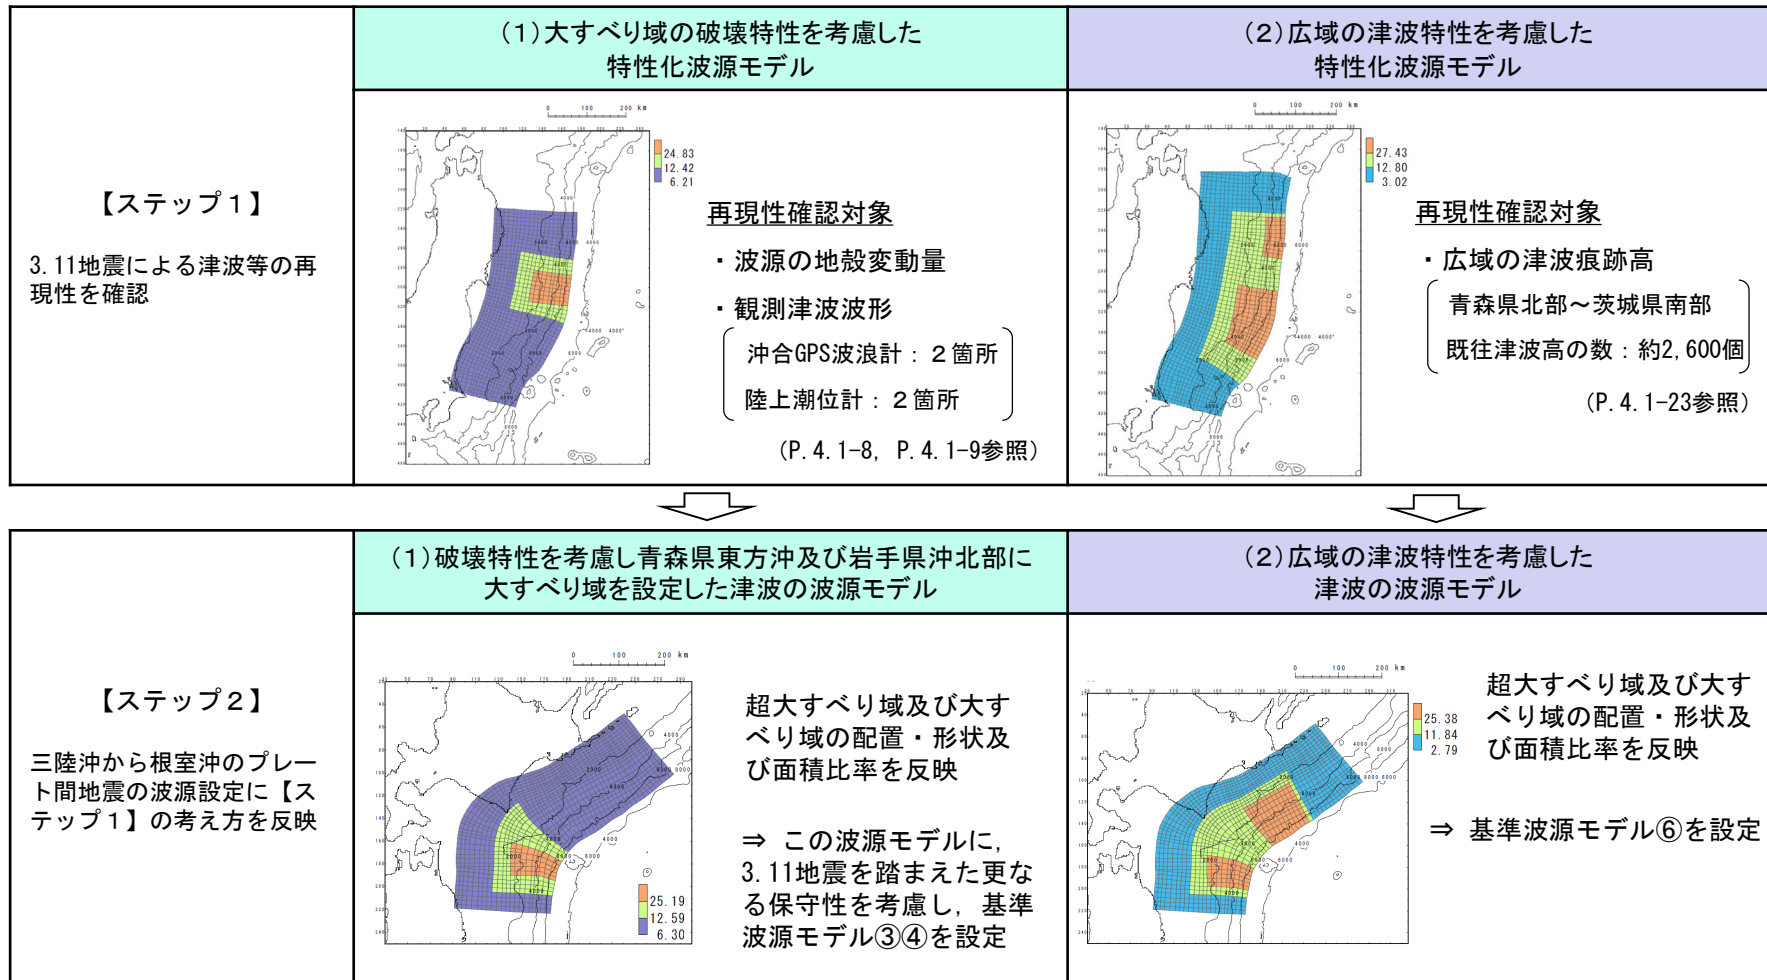 【ステップ１】
3.11地震による津波等の再
現性を確認
（１）大すべり域の破壊特性を考慮した
特性化波源モデル
0 100 200 km
24.83
12.42
6.21
再現性確認対象
・波源の地殻変動量
・観測津波波形
沖合GPS波浪計：２箇所
陸上潮位計：２箇所
（P.4.1-8, P.4.1-9参照）
（２）広域の津波特性を考慮した
特性化波源モデル
0 100 200 km
27.43
12.80
3.02
再現性確認対象
・広域の津波痕跡高
青森県北部～茨城県南部
既往津波高の数：約2,600個
（P.4.1-23参照）
【ステップ２】
三陸沖から根室沖のプレー
ト間地震の波源設定に【ス
テップ１】の考え方を反映
（１）破壊特性を考慮し青森県東方沖及び岩手県沖北部に
大すべり域を設定した津波の波源モデル
0 100 200 km
25.19
12.59
6.30
超大すべり域及び大す
べり域の配置・形状及
び面積比率を反映
⇒ この波源モデルに，
3.11地震を踏まえた更な
る保守性を考慮し，基準
波源モデル③④を設定
（２）広域の津波特性を考慮した
津波の波源モデル
0 100 200 km
25.38
11.84
2.79
超大すべり域及び大す
べり域の配置・形状及
び面積比率を反映
⇒ 基準波源モデル⑥を設定